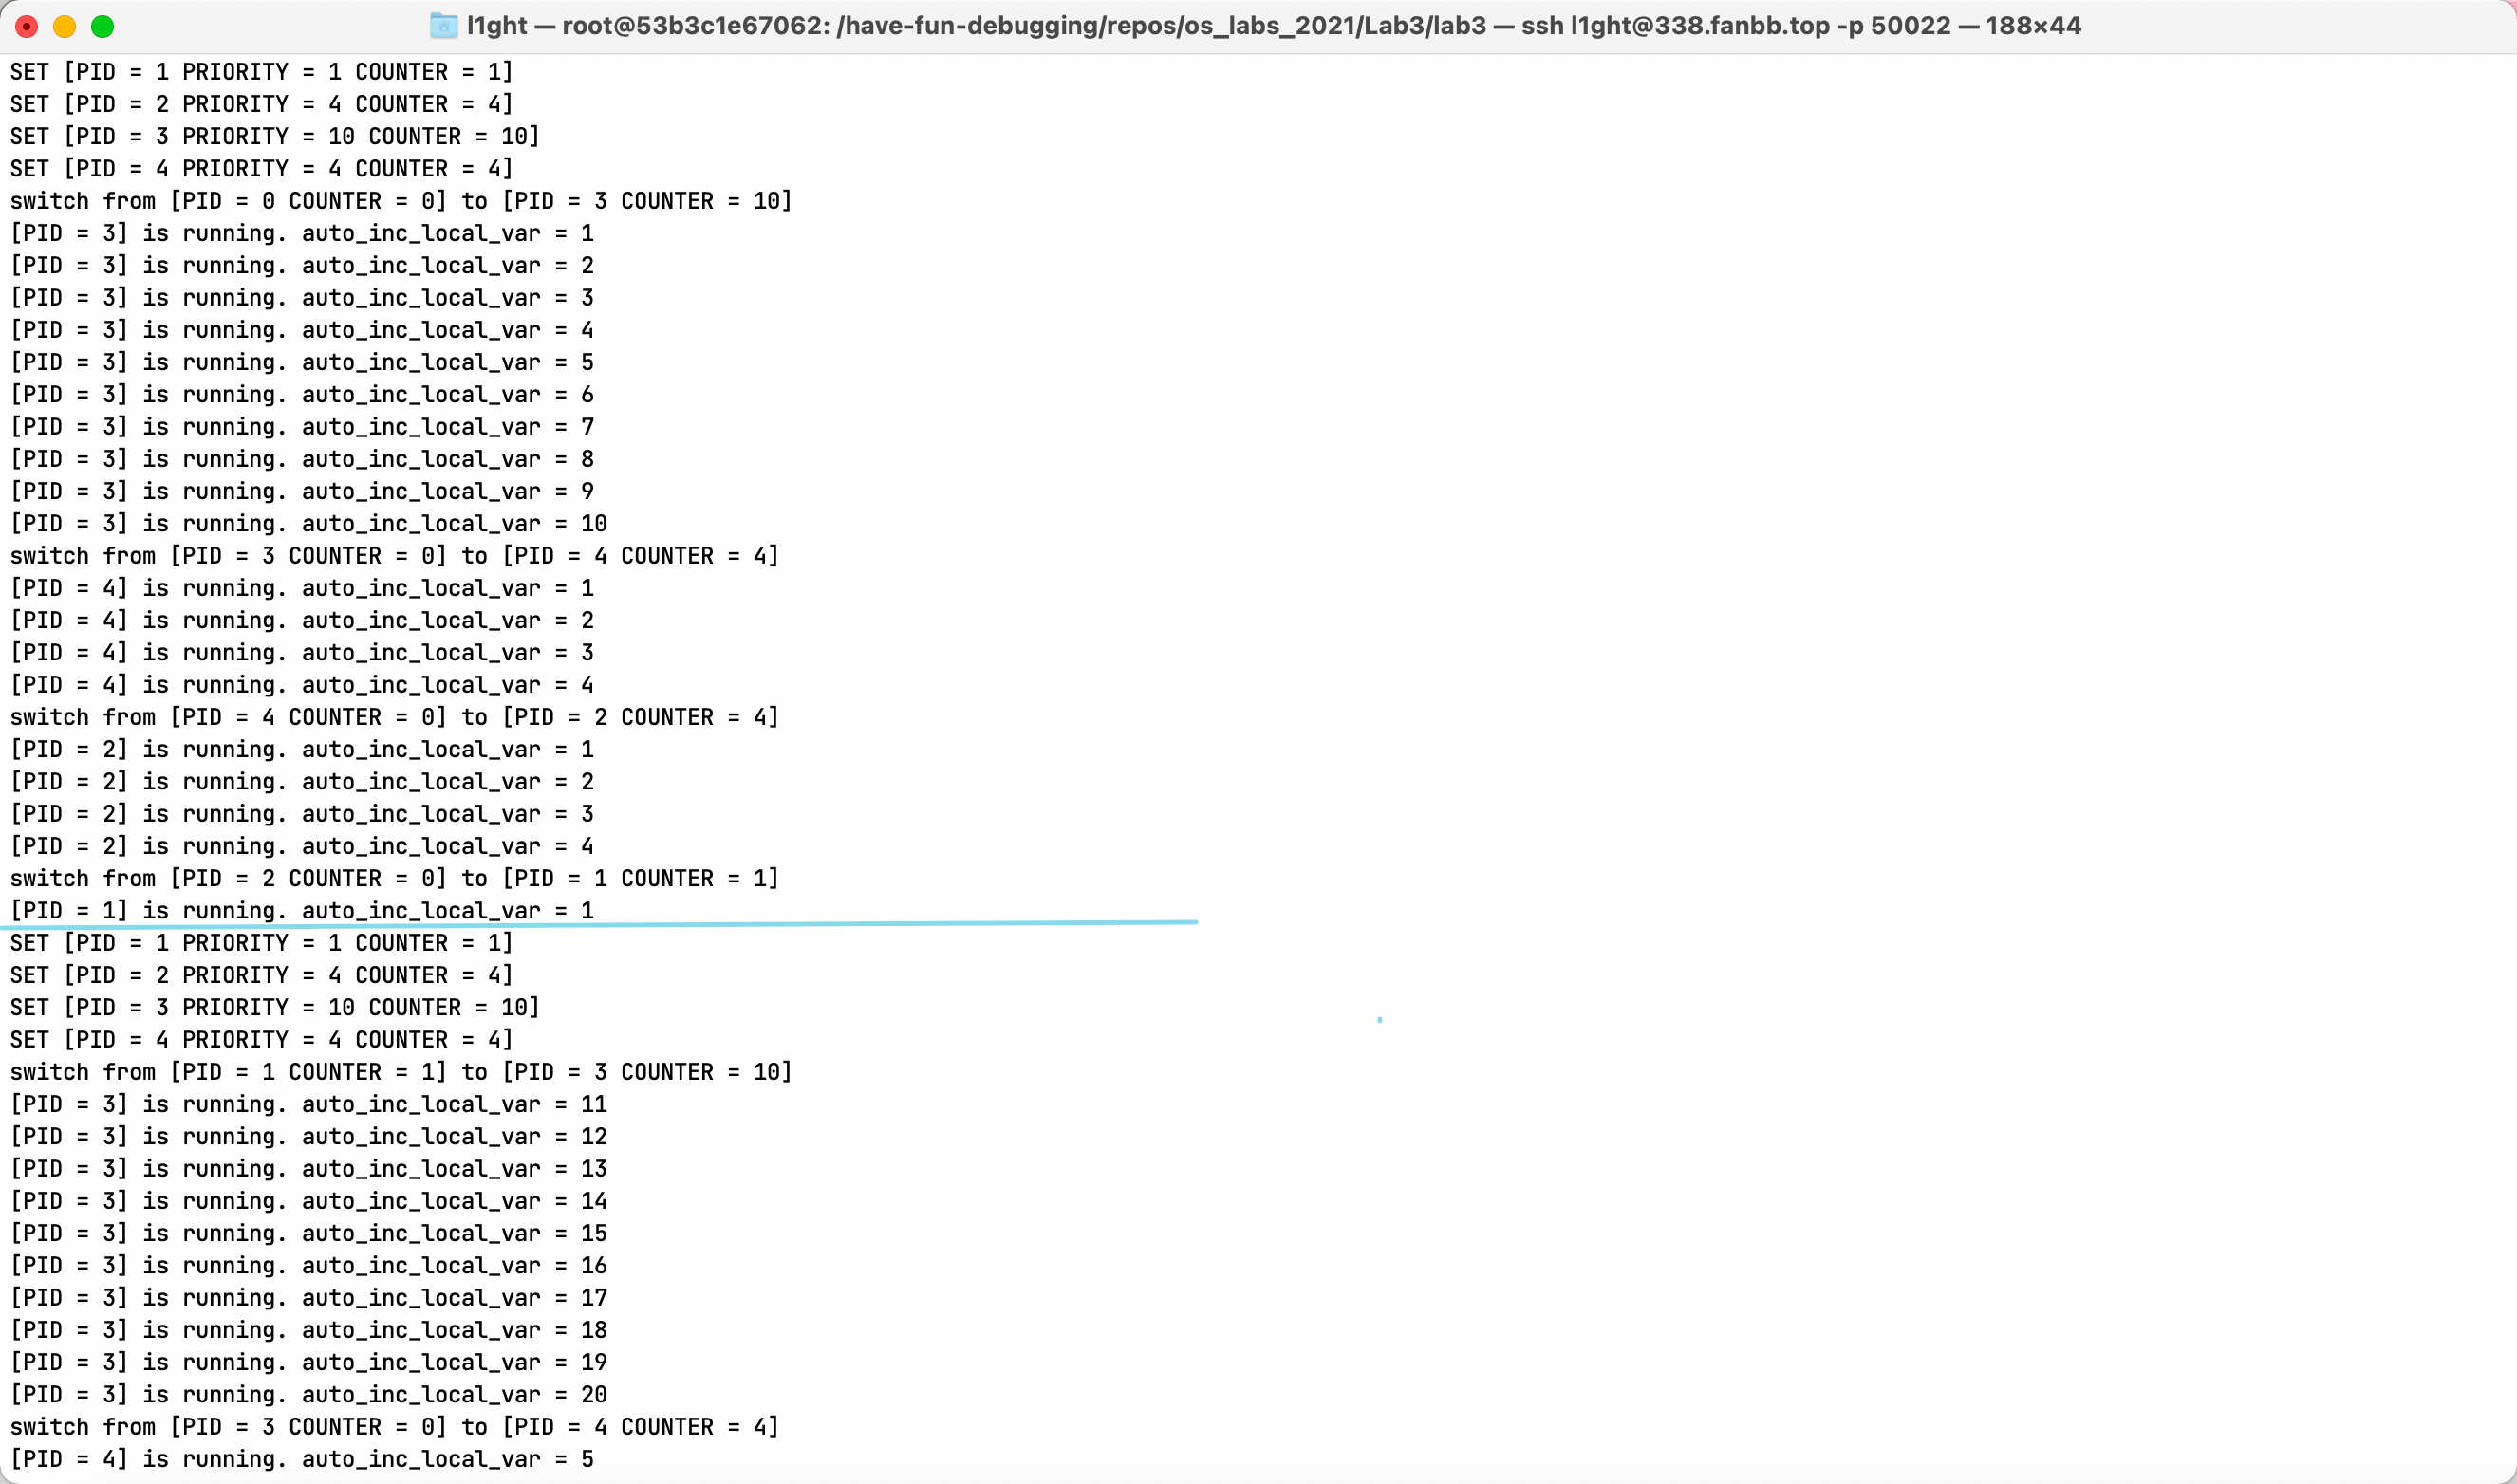 l1ght — root@53b3c1e67062: /have-fun-debugging/repos/os_labs_2021/Lab3/lab3 — ssh l1ght@338.fanbb.top -p 50022 — 188×44
SET [PID = 1 PRIORITY = 1 COUNTER = 1]
SET [PID = 2 PRIORITY = 4 COUNTER = 4]
SET [PID = 3 PRIORITY = 10 COUNTER = 10]
SET [PID = 4 PRIORITY = 4 COUNTER = 4]
switch from [PID = 0 COUNTER = 0] to [PID = 3 COUNTER = 10]
[PID = 3] is running. auto_inc_local_var = 1
[PID = 3] is running. auto_inc_local_var = 2
[PID = 3] is running. auto_inc_local_var = 3
[PID = 3] is running. auto_inc_local_var = 4
[PID = 3] is running. auto_inc_local_var = 5
[PID = 3] is running. auto_inc_local_var = 6
[PID = 3] is running. auto_inc_local_var = 7
[PID = 3] is running. auto_inc_local_var = 8
[PID = 3] is running. auto_inc_local_var = 9
[PID = 3] is running. auto_inc_local_var = 10
switch from [PID = 3 COUNTER = 0] to [PID = 4 COUNTER = 4]
[PID = 4] is running. auto_inc_local_var = 1
[PID = 4] is running. auto_inc_local_var = 2
[PID = 4] is running. auto_inc_local_var = 3
[PID = 4] is running. auto_inc_local_var = 4
switch from [PID = 4 COUNTER = 0] to [PID = 2 COUNTER = 4]
[PID = 2] is running. auto_inc_local_var = 1
[PID = 2] is running. auto_inc_local_var = 2
[PID = 2] is running. auto_inc_local_var = 3
[PID = 2] is running. auto_inc_local_var = 4
switch from [PID = 2 COUNTER = 0] to [PID = 1 COUNTER = 1]
[PID = 1] is running. auto_inc_local_var = 1
SET [PID = 1 PRIORITY = 1 COUNTER = 1]
SET [PID = 2 PRIORITY = 4 COUNTER = 4]
SET [PID = 3 PRIORITY = 10 COUNTER = 10]
SET [PID = 4 PRIORITY = 4 COUNTER = 4]
switch from [PID = 1 COUNTER = 1] to [PID = 3 COUNTER = 10]
[PID = 3] is running. auto_inc_local_var = 11
[PID = 3] is running. auto_inc_local_var = 12
[PID = 3] is running. auto_inc_local_var = 13
[PID = 3] is running. auto_inc_local_var = 14
[PID = 3] is running. auto_inc_local_var = 15
[PID = 3] is running. auto_inc_local_var = 16
[PID = 3] is running. auto_inc_local_var = 17
[PID = 3] is running. auto_inc_local_var = 18
[PID = 3] is running. auto_inc_local_var = 19
[PID = 3] is running. auto_inc_local_var = 20
switch from [PID = 3 COUNTER = 0] to [PID = 4 COUNTER = 4]
[PID = 4] is running. auto_inc_local_var = 5